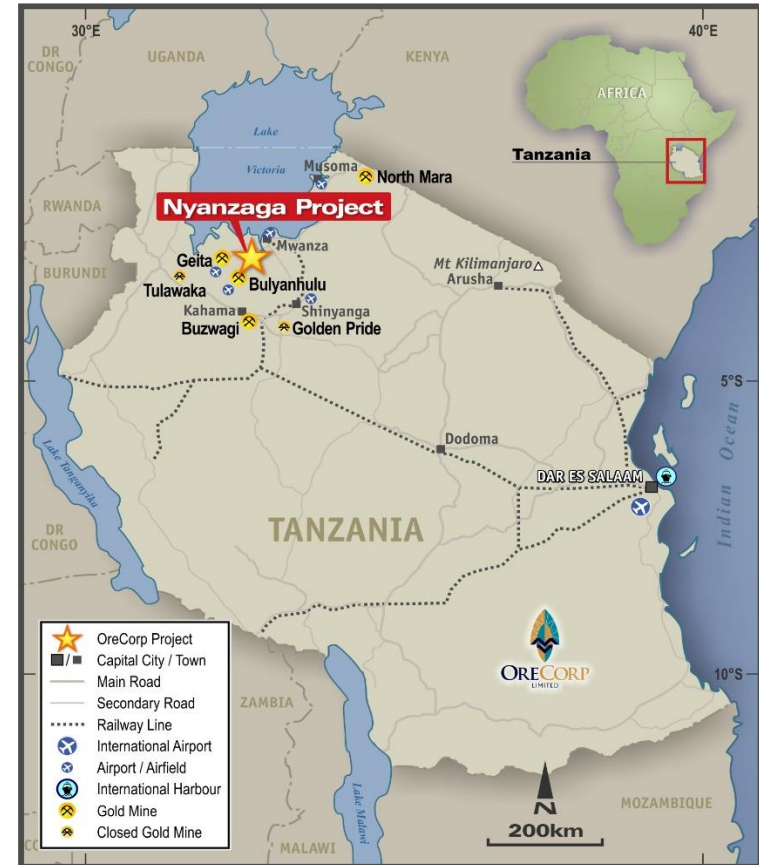 30°E
40°E
DR
CONGO
UGANDA
KENYA
AFRICA
Tanzania
Lake
Victoria
Musoma
North Mara
RWANDA
Nyanzaga Project
Mwanza
Geita
BURUNDI
Bulyanhulu
Tulawaka
Mt Kilimanjaro
Arusha
Kahama
Shinyanga
Buzwagi
Golden Pride
5°S
Lake Tanganyika
Dodoma
DAR ES SALAAM
Indian Ocean
DR
CONGO
TANZANIA
ORECORP
LIMITED
OreCorp Project
Capital City / Town
Main Road
Secondary Road
Railway Line
International Airport
Airport / Airfield
International Harbour
Gold Mine
Closed Gold Mine
ZAMBIA
10°S
Lake Malawi
N
200km
MOZAMBIQUE
MALAWI